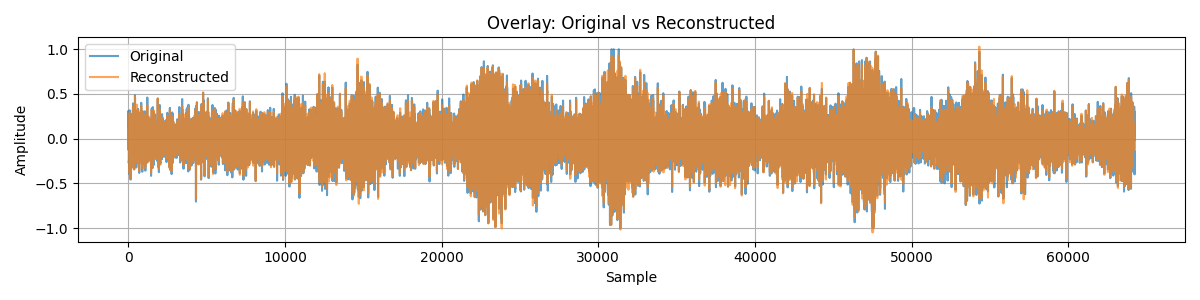 Overlay: Original vs Reconstructed
Original
Reconstructed
1.0
0.5
0.0
−0.5
−1.0
Amplitude
0 10000 20000 30000 40000 50000 60000
Sample